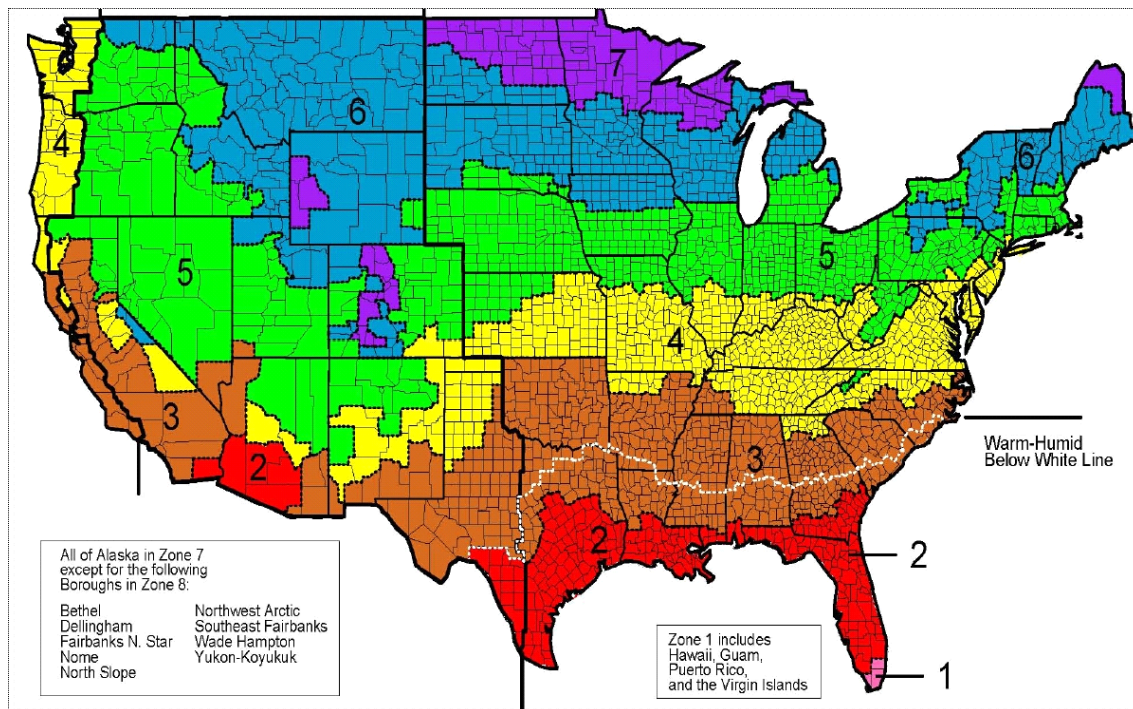 7
6
4
6
5
5
4
3
3
2
2
Warm-Humid
Below White Line
2
1
All of Alaska in Zone 7
except for the following
Boroughs in Zone 8:
Bethel
Dellingham
Fairbanks N. Star
Nome
North Slope
Northwest Arctic
Southeast Fairbanks
Wade Hampton
Yukon-Koyukuk
Zone 1 includes
Hawaii, Guam,
Puerto Rico,
and the Virgin Islands